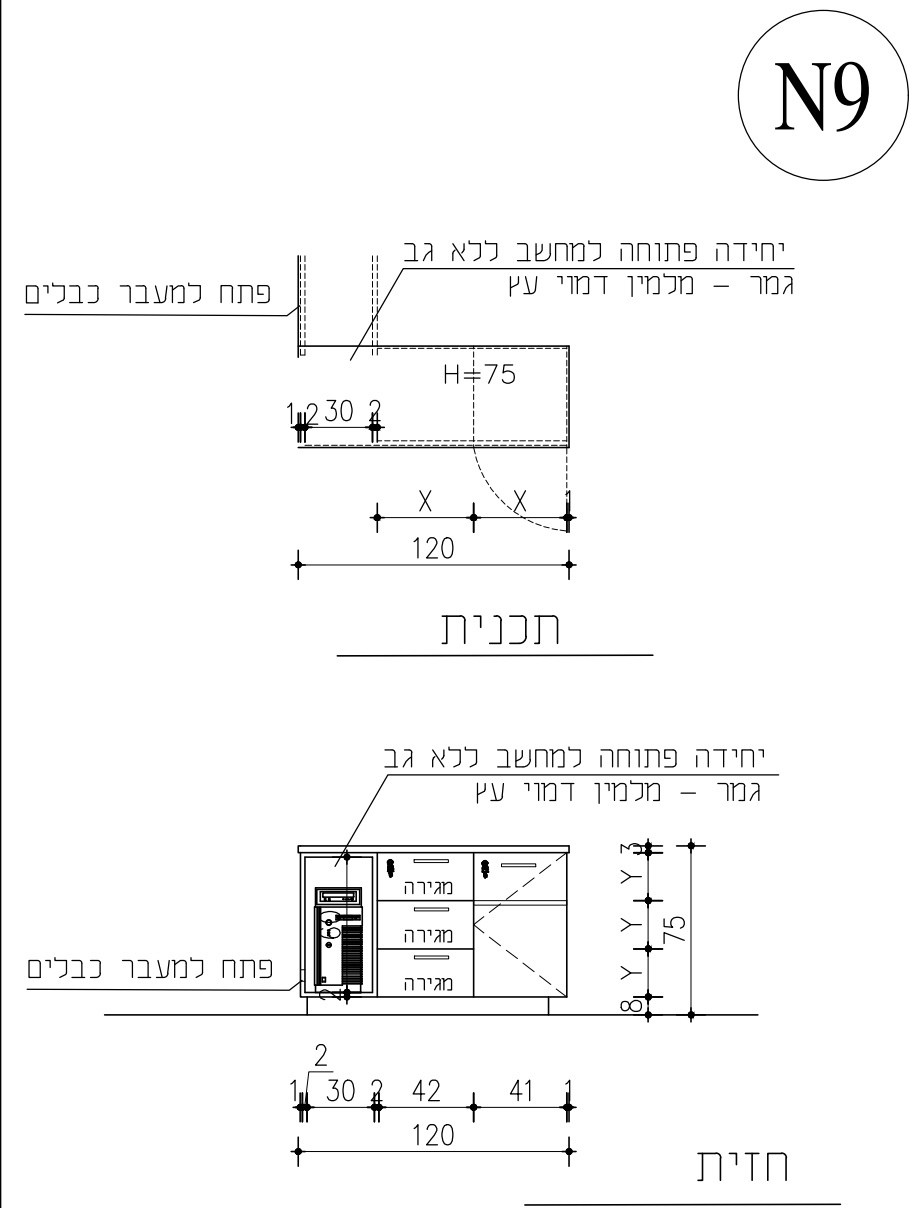 N9
יחידה פתוחה למחשב ללא גב
גמר - מלמין דמוי עץ
פתח למעבר כבלים
H=75
1 2 30 2
X X 1
120
תכנית
יחידה פתוחה למחשב ללא גב
גמר - מלמין דמוי עץ
מגירה
מגירה
מגירה
פתח למעבר כבלים
2
3
Y
Y
Y
8
75
2
1 30 2 42 41 1
120
חזית